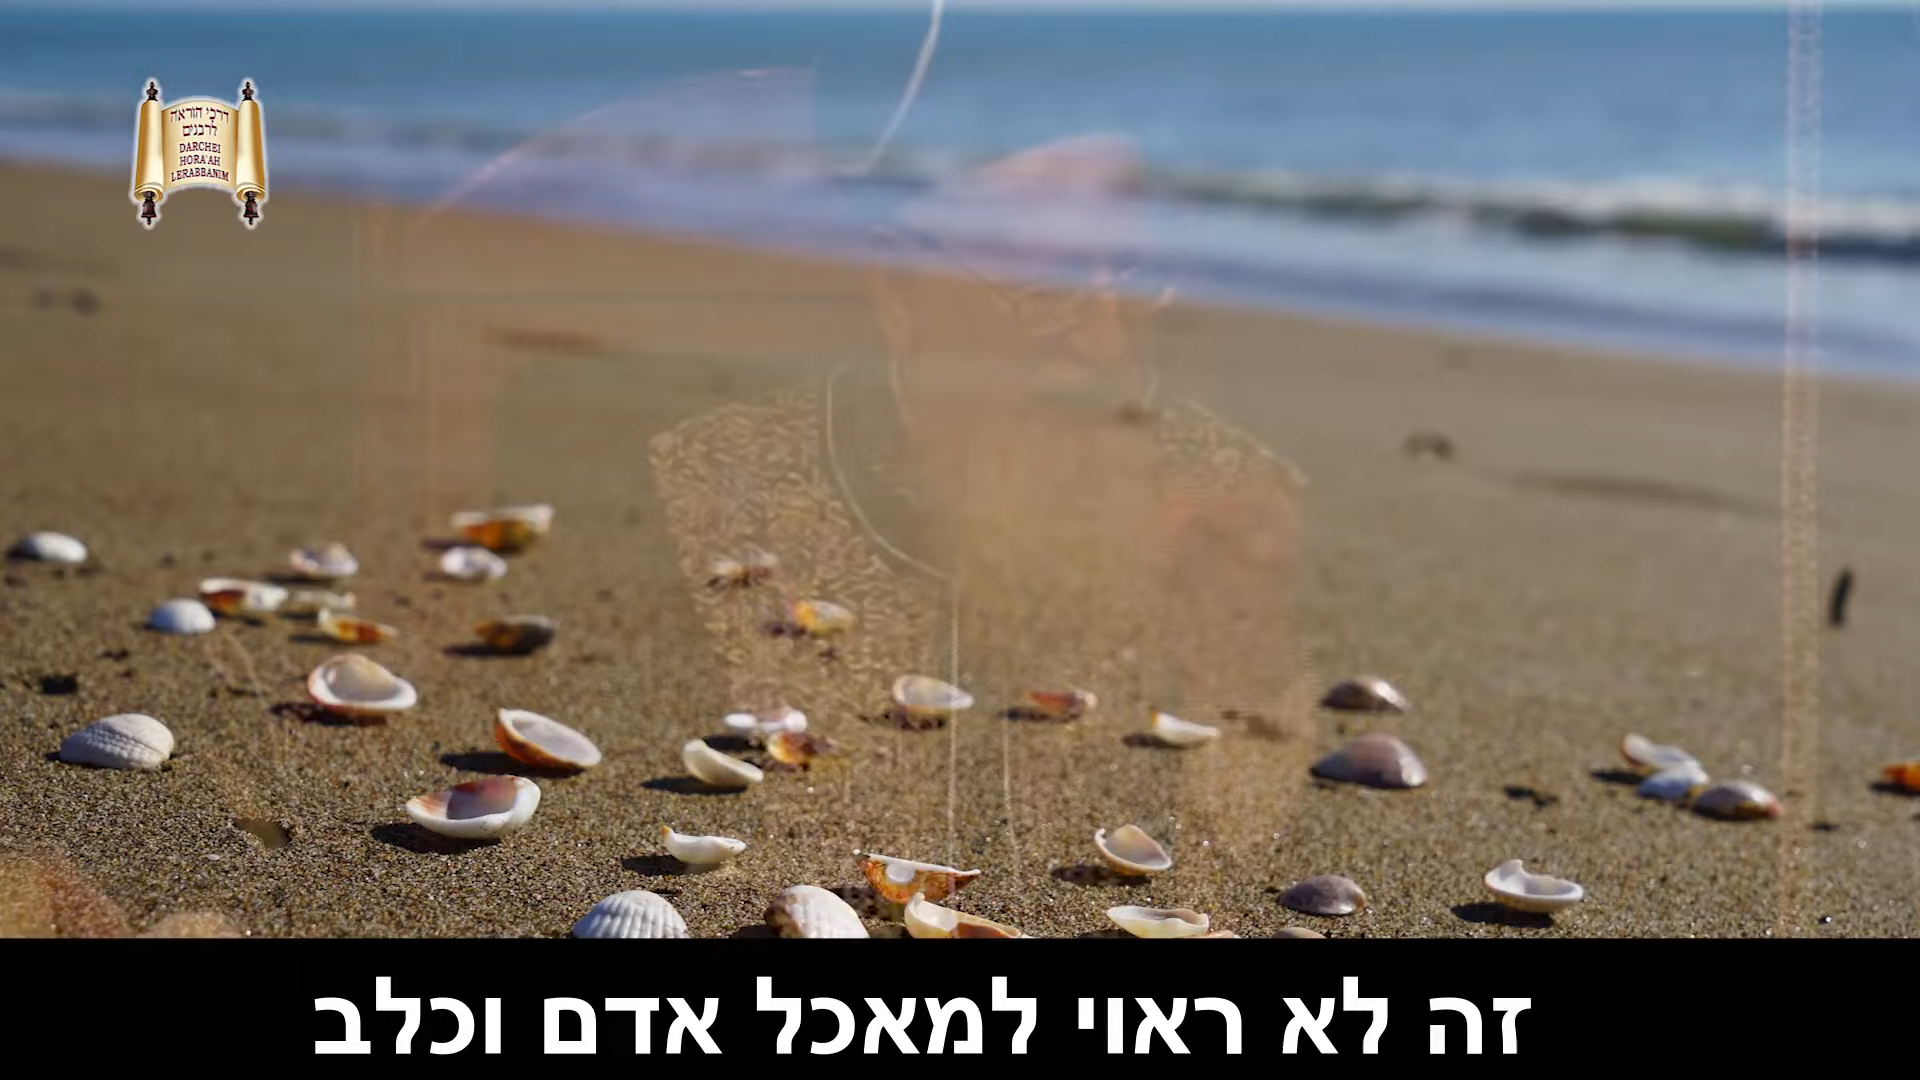 דרכי הוראה
לרבנים
DARCHEI
HORA'AH
LERABBANIM
זה לא ראוי למאכל אדם וכלב